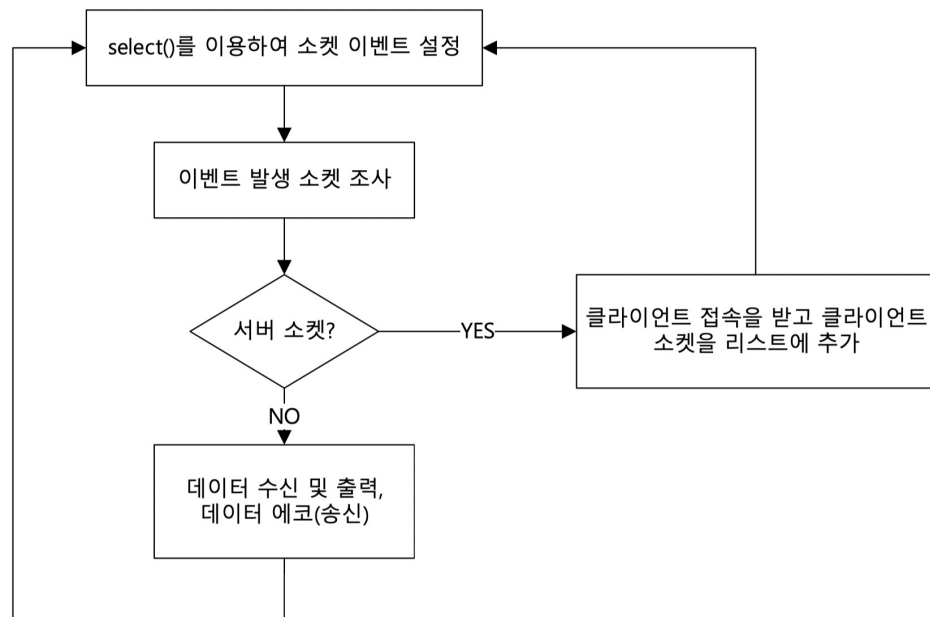 select()를 이용하여 소켓 이벤트 설정
이벤트 발생 소켓 조사
서버 소켓?
YES
클라이언트 접속을 받고 클라이언트
소켓을 리스트에 추가
NO
데이터 수신 및 출력,
데이터 에코(송신)